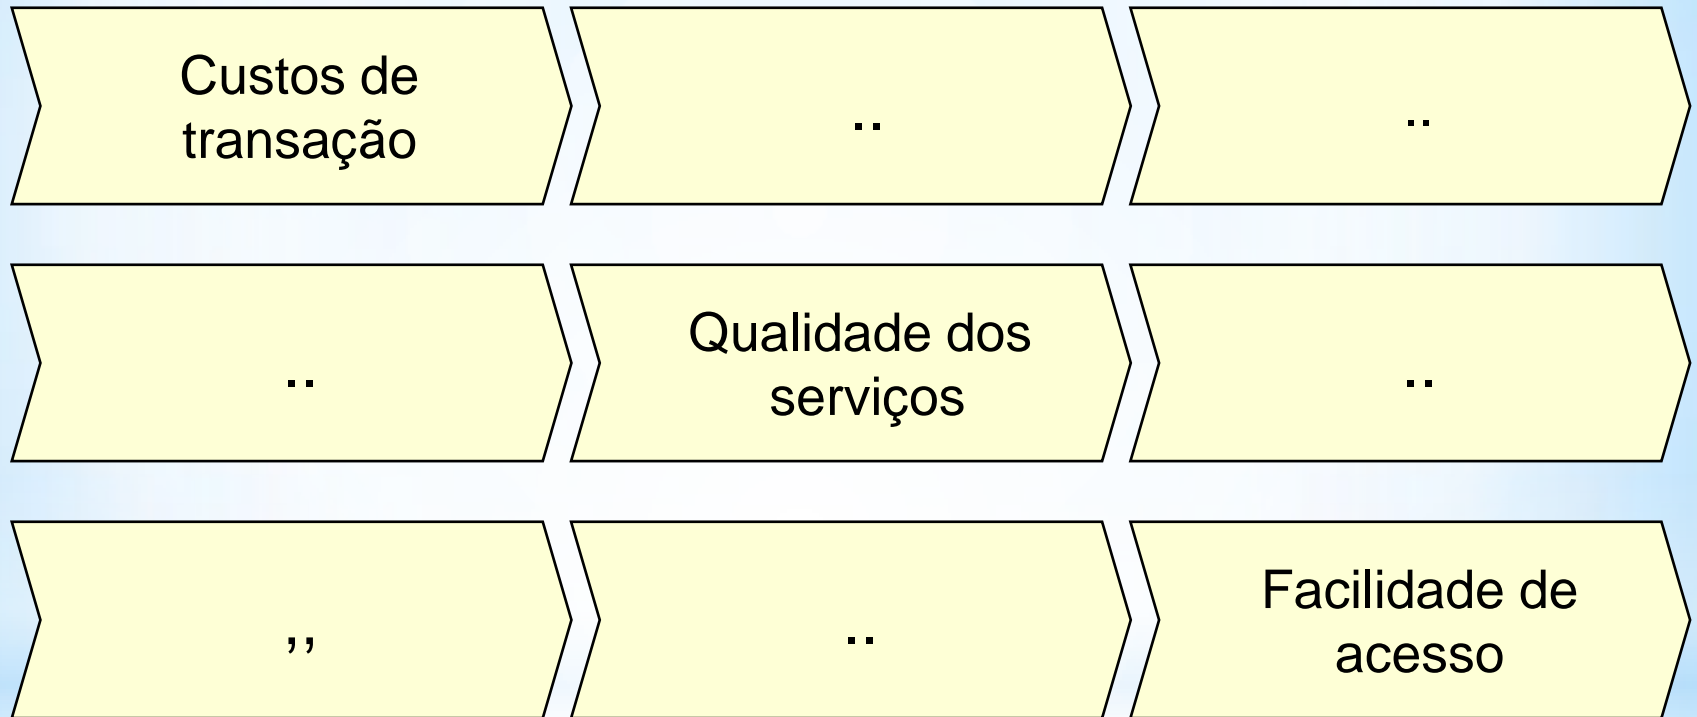 Custos de
transação
..
..
..
Qualidade dos
serviços
..
,,
..
Facilidade de
acesso